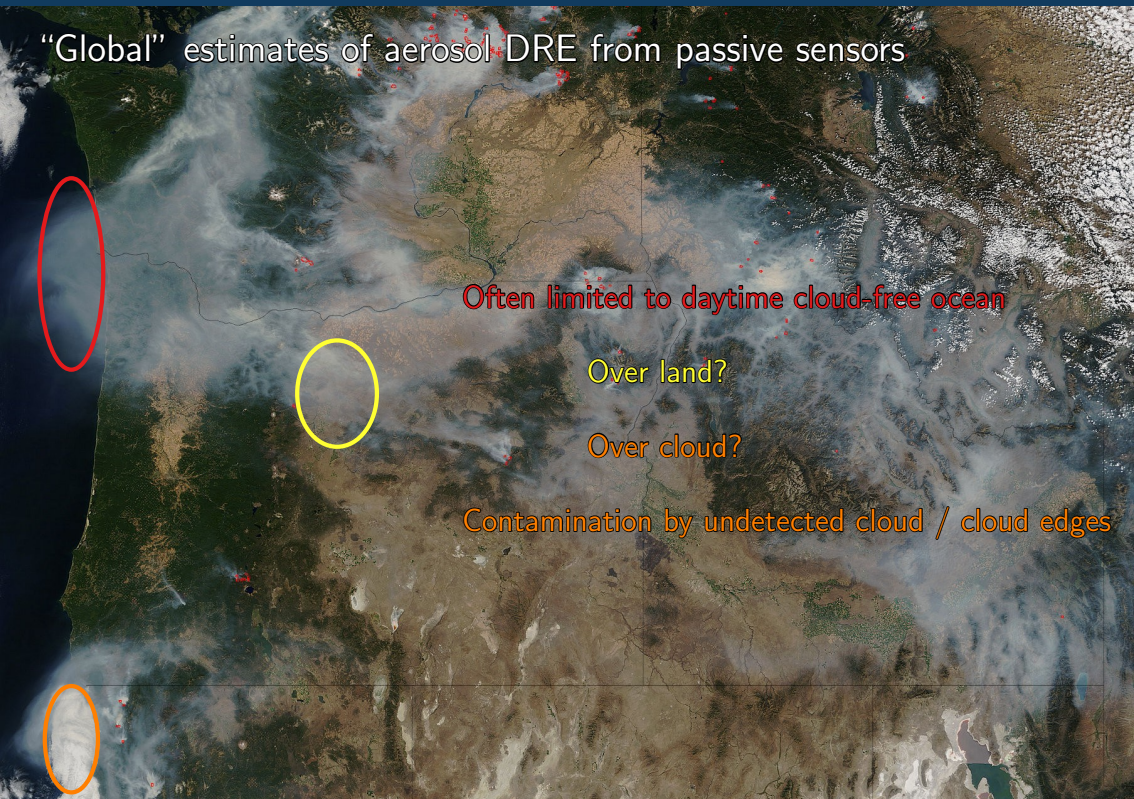 “Global” estimates of aerosol DRE from passive sensors
Often limited to daytime cloud-free ocean
Over land?
Over cloud?
Contamination by undetected cloud / cloud edges